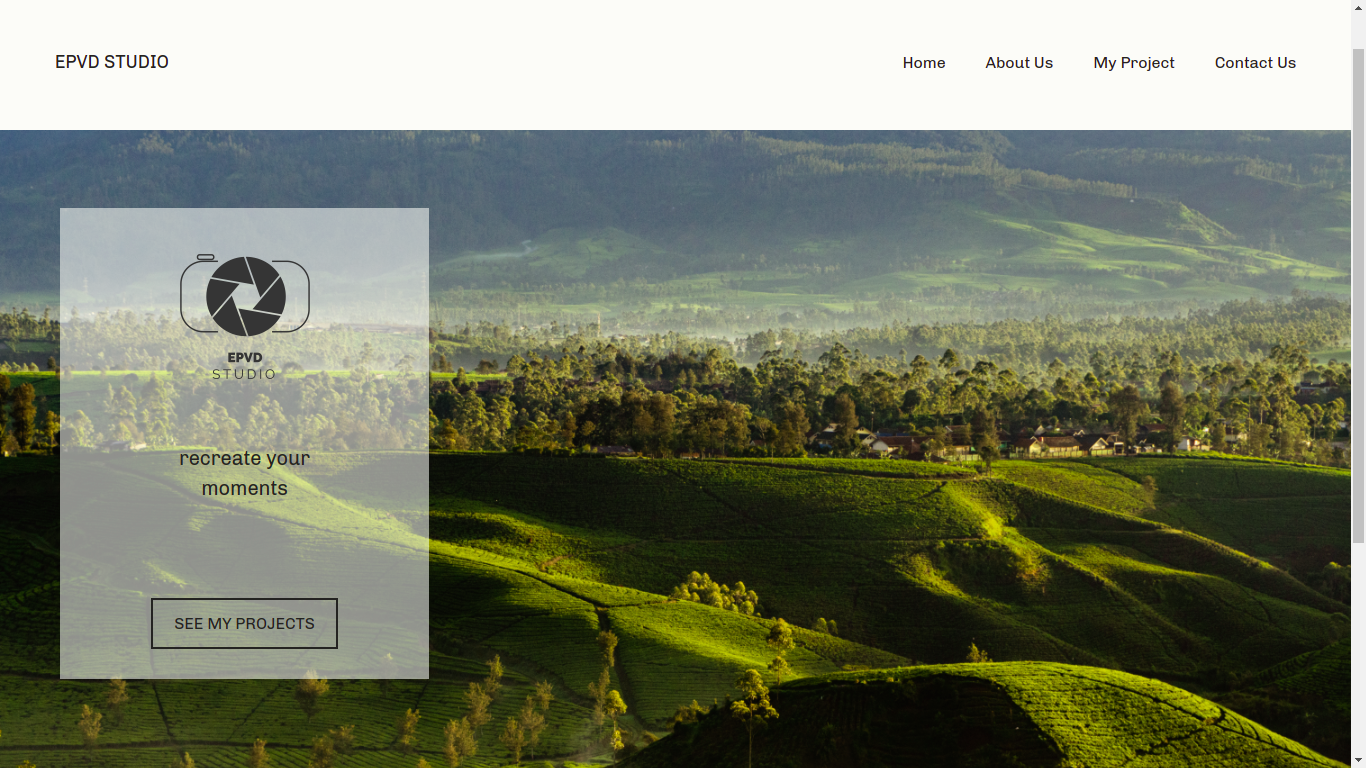 EPVD STUDIO
Home
About Us
My Project
Contact Us
EPVD
STUDIO
recreate your
moments
SEE MY PROJECTS